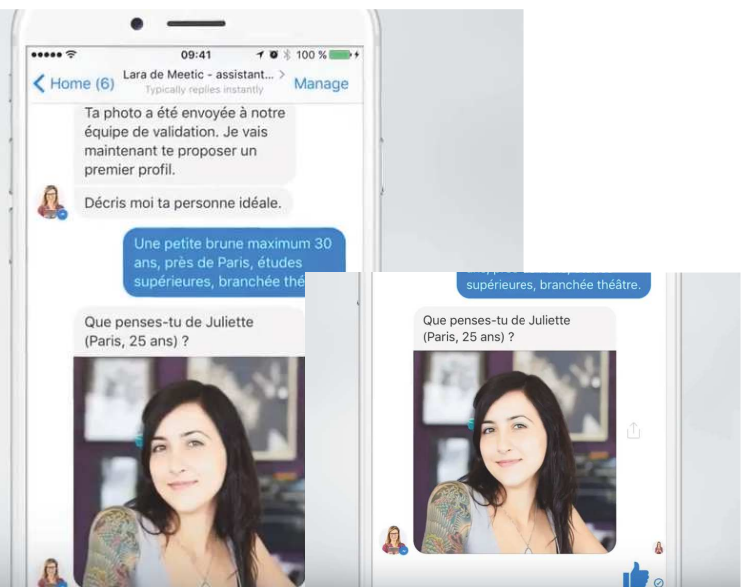 09:41
100 %
Home (6)
Lara de Meetic - assistant...
Typically replies instantly
Manage
Ta photo a été envoyée à notre
équipe de validation. Je vais
maintenant te proposer un
premier profil.
Décris moi ta personne idéale.
Une petite brune maximum 30
ans, près de Paris, études
supérieures, branchée thé
Que penses-tu de Juliette
(Paris, 25 ans) ?
supérieures, branchée théâtre.
Que penses-tu de Juliette
(Paris, 25 ans) ?